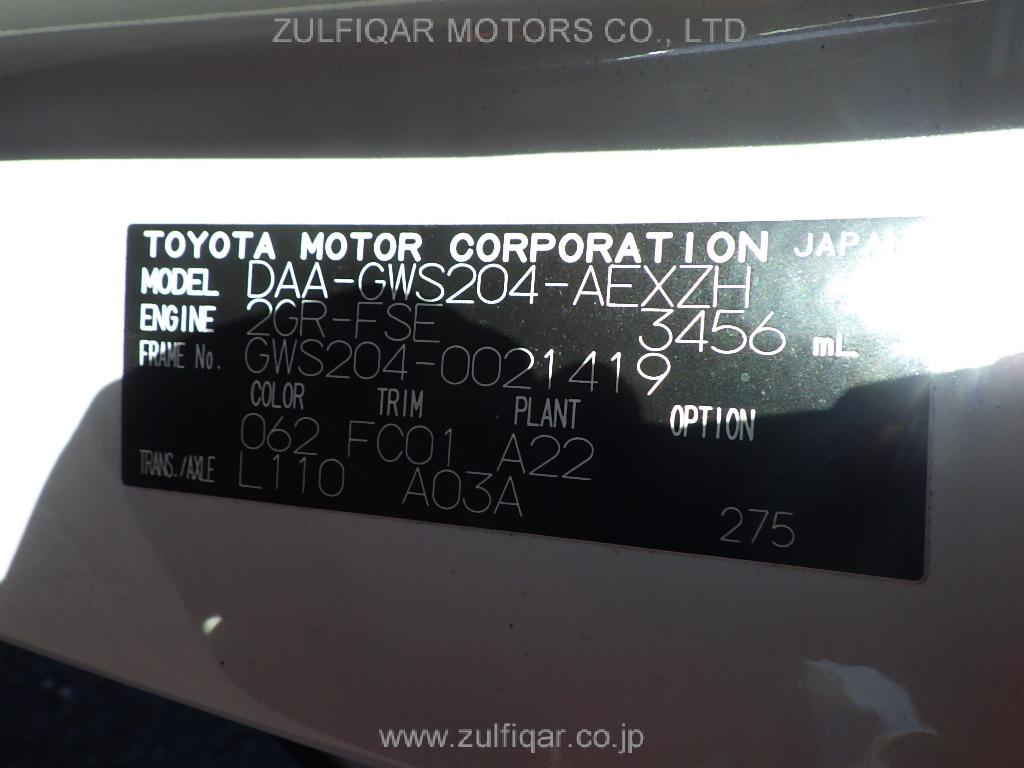 ZULFIQAR MOTORS CO., LTD
TOYOTA MOTOR CORPORATION JAPAN
MODEL DAA-GWS204-AEXZH
ENGINE 2GR-FSE 3456 mL
FRAME No. GWS204-0021419
COLOR TRIM PLANT OPTION
062 FC01 A22
TRANS./AXLE L110 A03A
275
www.zulfiqar.co.jp